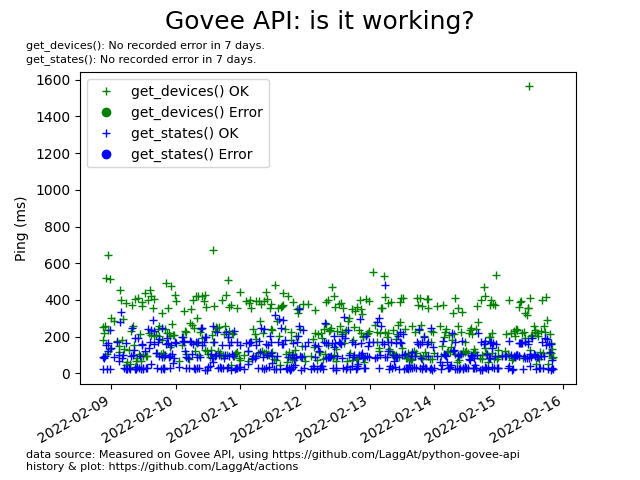 Govee API: is it working?
get_devices(): No recorded error in 7 days.
get_states(): No recorded error in 7 days.
get_devices() OK
get_devices() Error
get_states() OK
get_states() Error
Ping (ms)
1600
1400
1200
1000
800
600
400
200
0
2022-02-09
2022-02-10
2022-02-11
2022-02-12
2022-02-13
2022-02-14
2022-02-15
2022-02-16
data source: Measured on Govee API, using https://github.com/LaggAt/python-govee-api
history & plot: https://github.com/LaggAt/actions